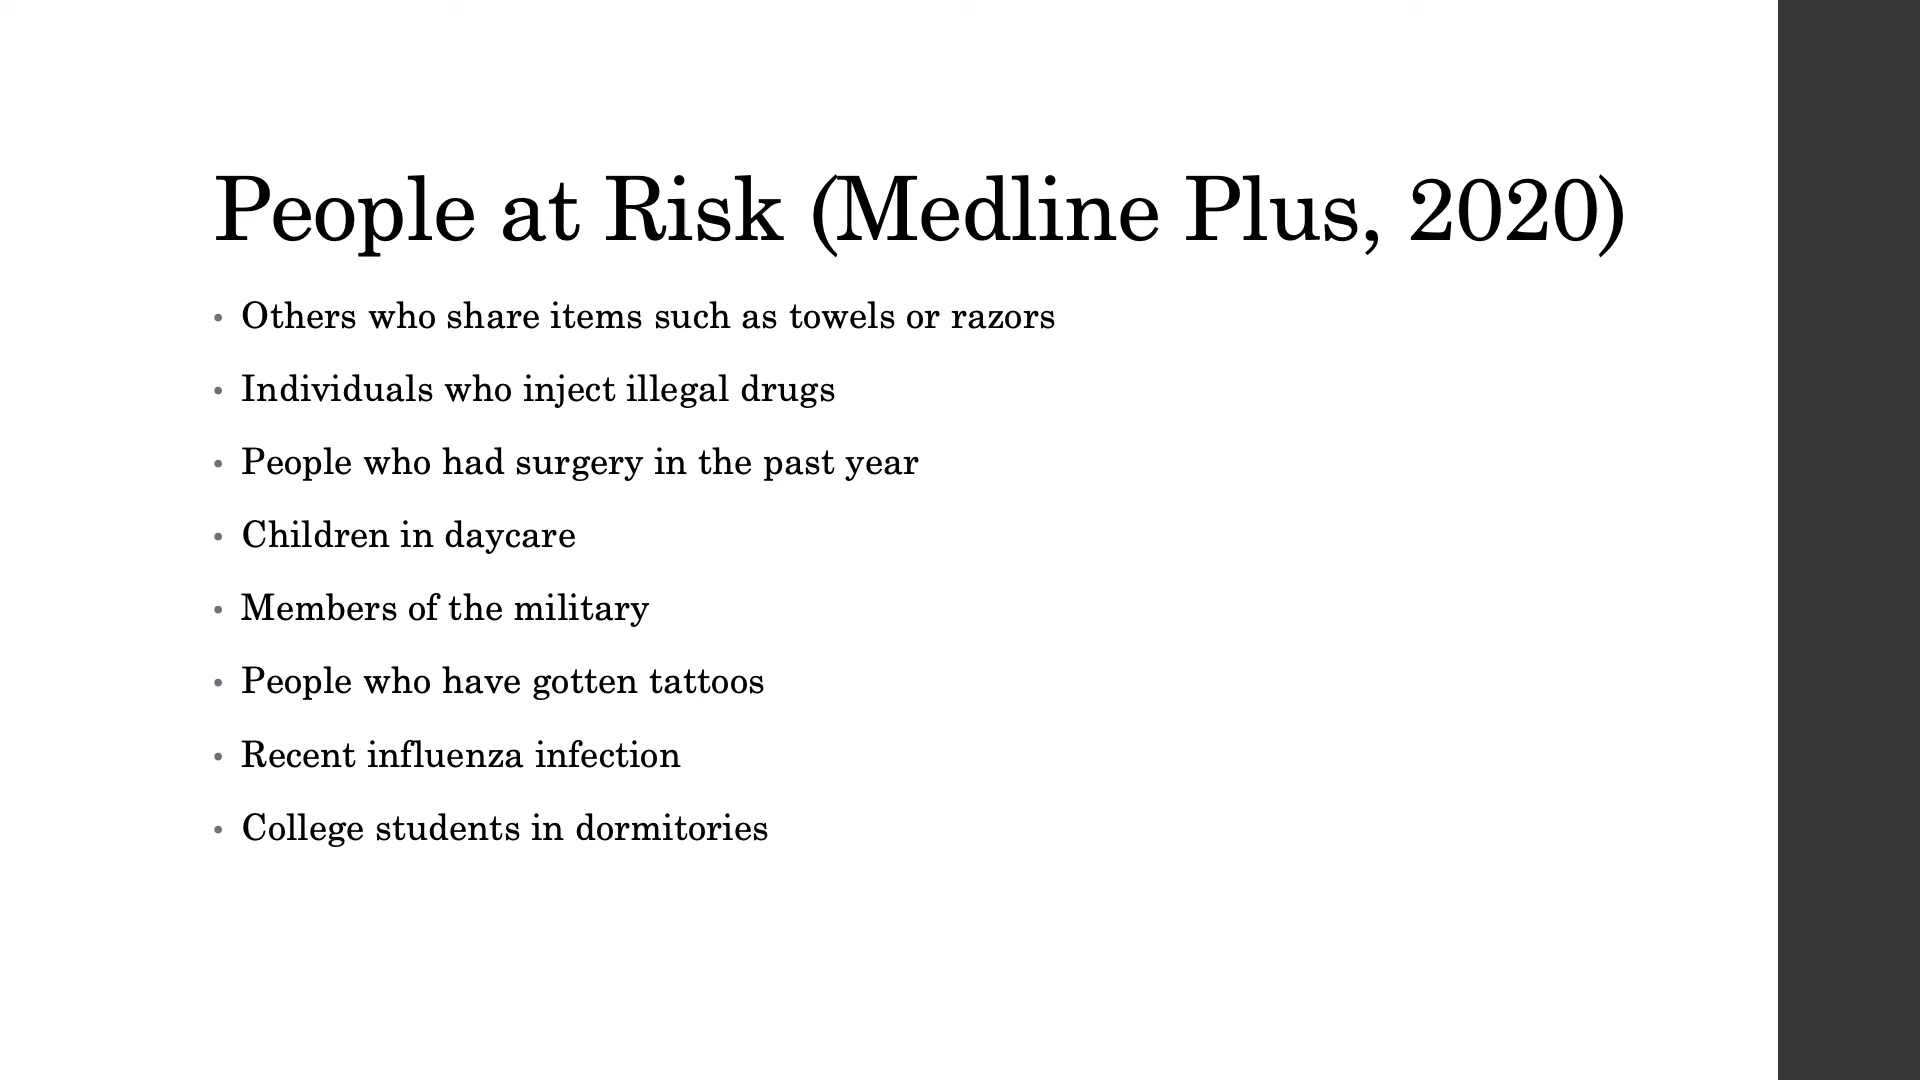 People at Risk (Medline Plus, 2020)
• Others who share items such as towels or razors
• Individuals who inject illegal drugs
• People who had surgery in the past year
• Children in daycare
• Members of the military
• People who have gotten tattoos
• Recent influenza infection
• College students in dormitories